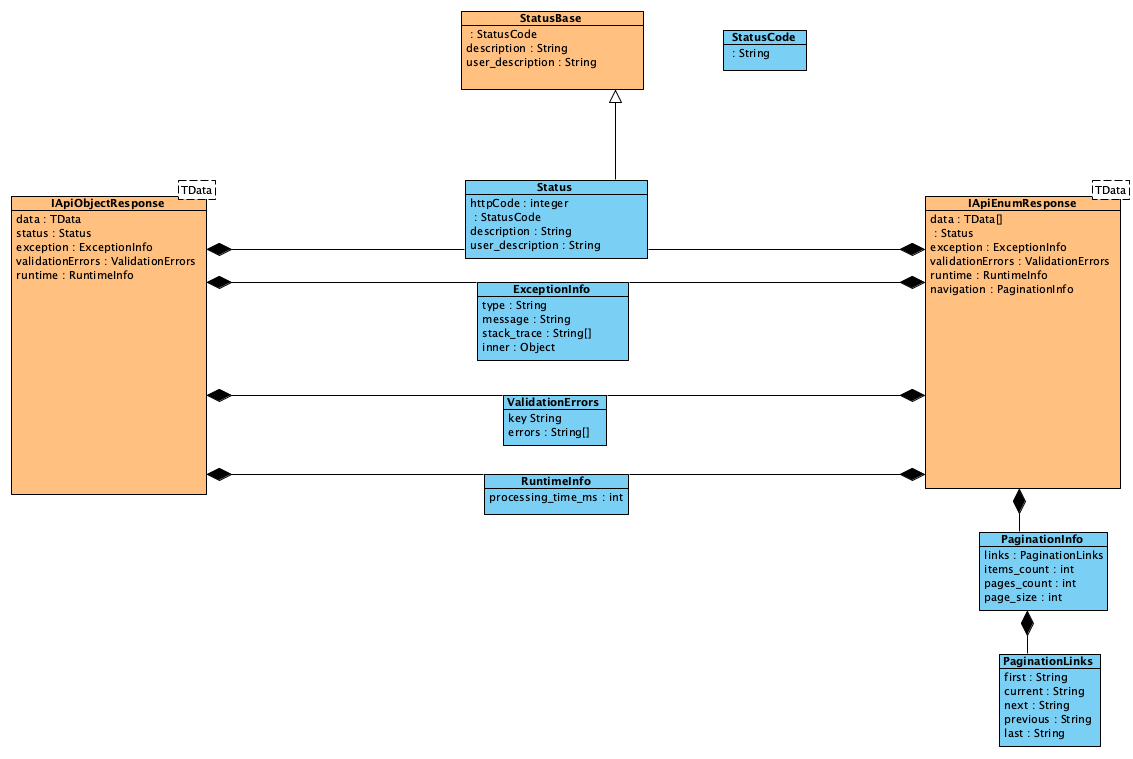 StatusBase
: StatusCode
description : String
user_description : String
StatusCode
: String
Status
httpCode : integer
: StatusCode
description : String
user_description : String
TData
IApiObjectResponse
data : TData
status : Status
exception : ExceptionInfo
validationErrors : ValidationErrors
runtime : RuntimeInfo
TData
IApiEnumResponse
data : TData[]
: Status
exception : ExceptionInfo
validationErrors : ValidationErrors
runtime : RuntimeInfo
navigation : PaginationInfo
ExceptionInfo
type : String
message : String
stack_trace : String[]
inner : Object
ValidationErrors
key String
errors : String[]
RuntimeInfo
processing_time_ms : int
PaginationInfo
links : PaginationLinks
items_count : int
pages_count : int
page_size : int
PaginationLinks
first : String
current : String
next : String
previous : String
last : String